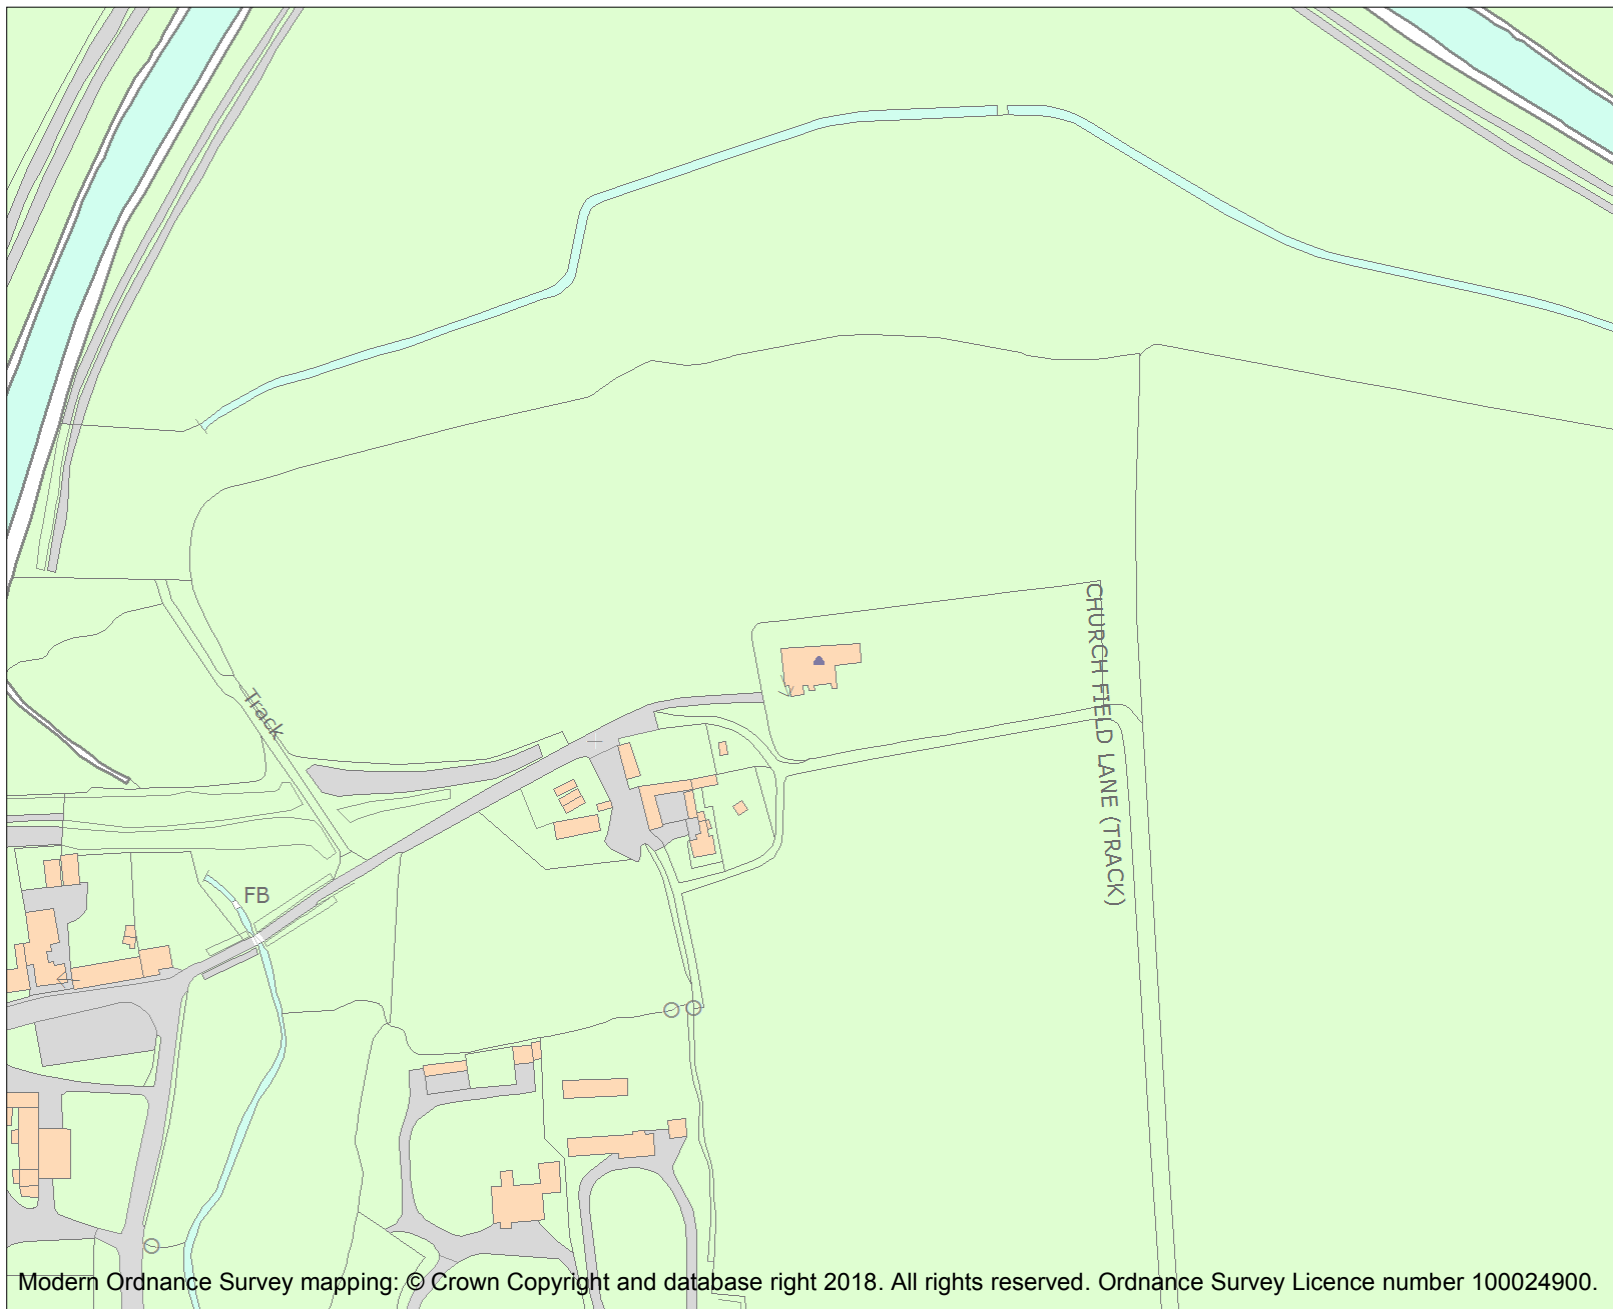 CHURCH FIELD LANE (TRACK)
Track
FB
Modern Ordnance Survey mapping: © Crown Copyright and database right 2018. All rights reserved. Ordnance Survey Licence number 100024900.